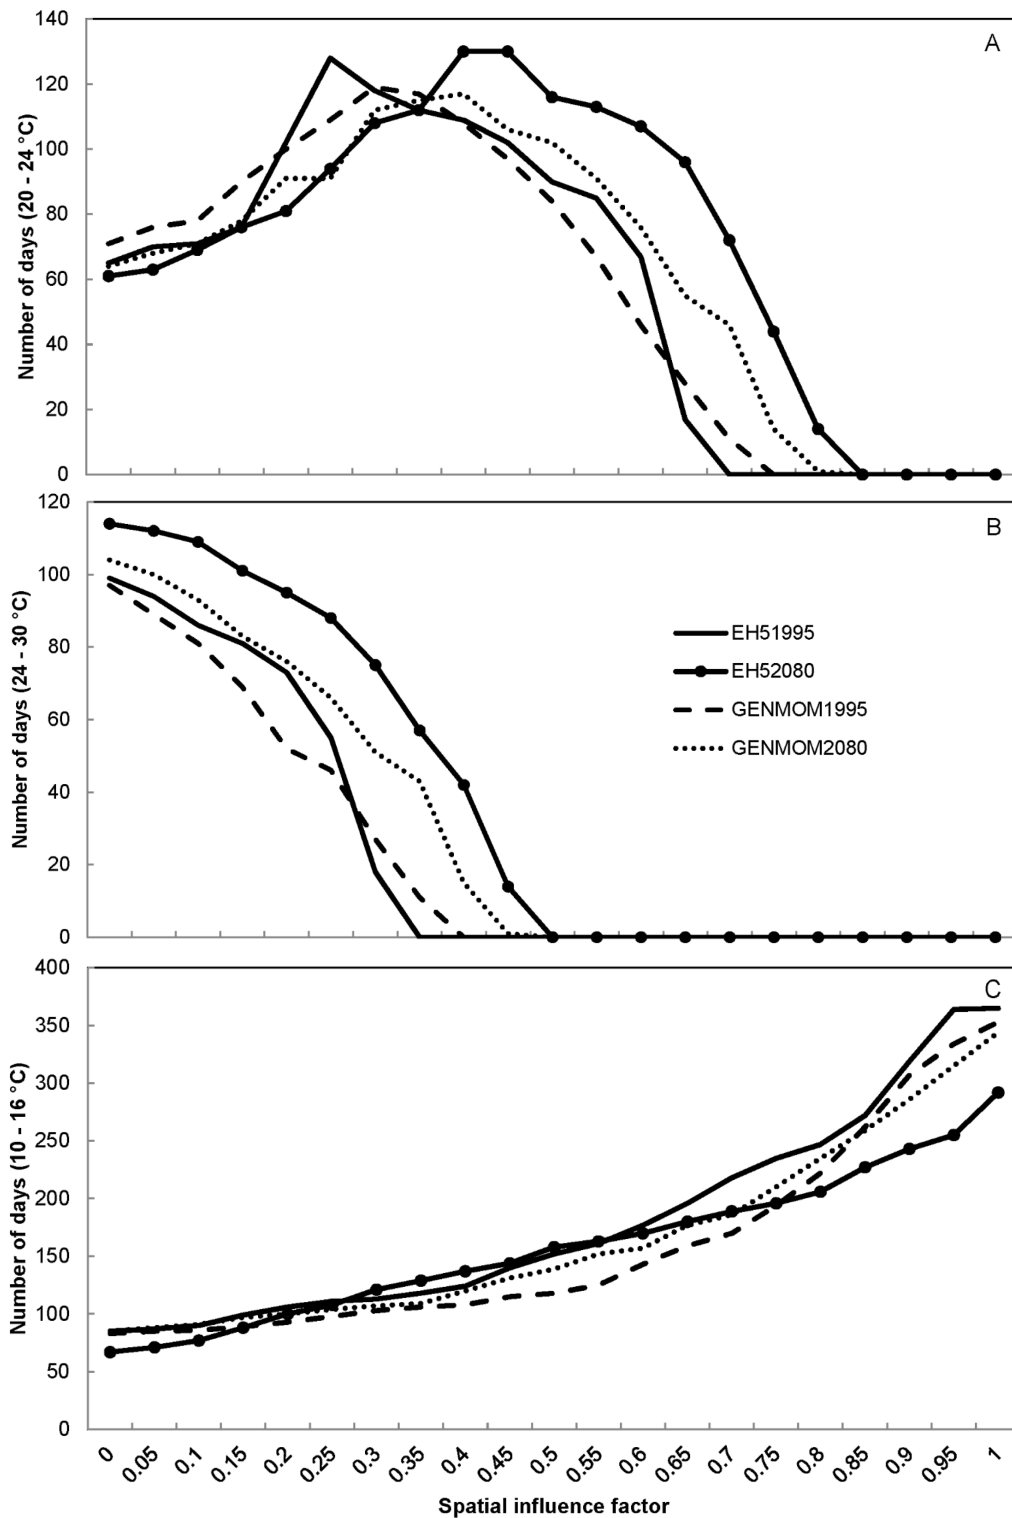 A
Number of days (20 - 24 °C)
140
120
100
80
60
40
20
0
B
Number of days (24 - 30 °C)
120
100
80
60
40
20
0
EH51995
EH52080
GENMOM1995
GENMOM2080
C
Number of days (10 - 16 °C)
400
350
300
250
200
150
100
50
0
0 0.05 0.1 0.15 0.2 0.25 0.3 0.35 0.4 0.45 0.5 0.55 0.6 0.65 0.7 0.75 0.8 0.85 0.9 0.95 1
Spatial influence factor